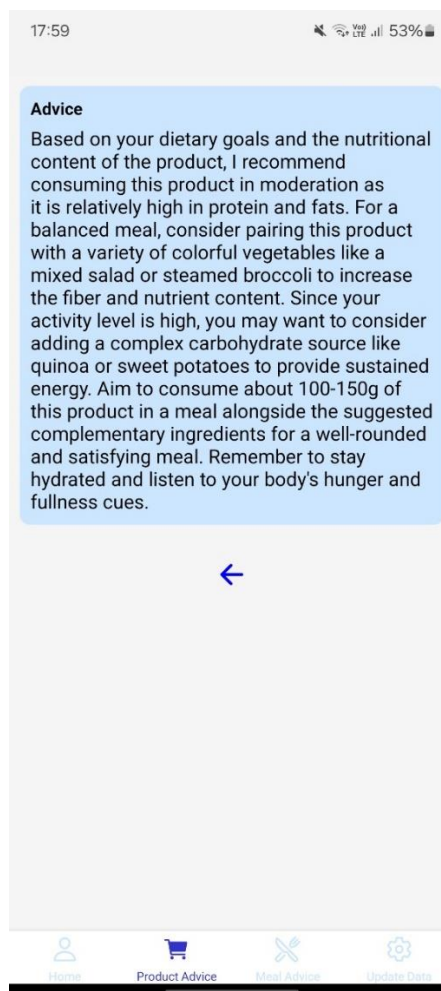 17:59
Vo)) LTE 53%
Advice
Based on your dietary goals and the nutritional
content of the product, I recommend
consuming this product in moderation as
it is relatively high in protein and fats. For a
balanced meal, consider pairing this product
with a variety of colorful vegetables like a
mixed salad or steamed broccoli to increase
the fiber and nutrient content. Since your
activity level is high, you may want to consider
adding a complex carbohydrate source like
quinoa or sweet potatoes to provide sustained
energy. Aim to consume about 100-150g of
this product in a meal alongside the suggested
complementary ingredients for a well-rounded
and satisfying meal. Remember to stay
hydrated and listen to your body's hunger and
fullness cues.
Home Product Advice Meal Advice Update Data